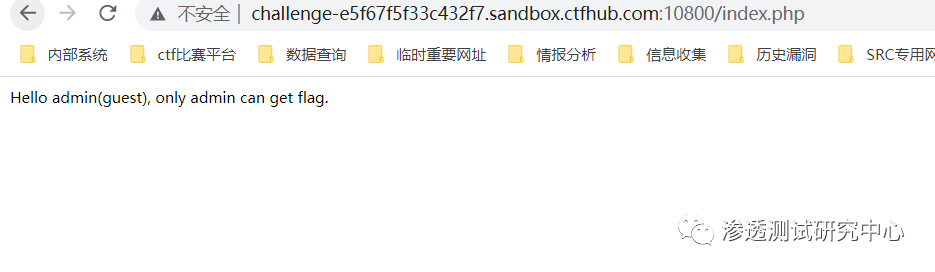 不安全 | challenge-e5f67f5f33c432f7.sandbox.ctfhub.com:10800/index.php
内部系统 ctf比赛平台 数据查询 临时重要网址 情报分析 信息收集 历史漏洞 SRC专用网
Hello admin(guest), only admin can get flag.
渗透测试研究中心